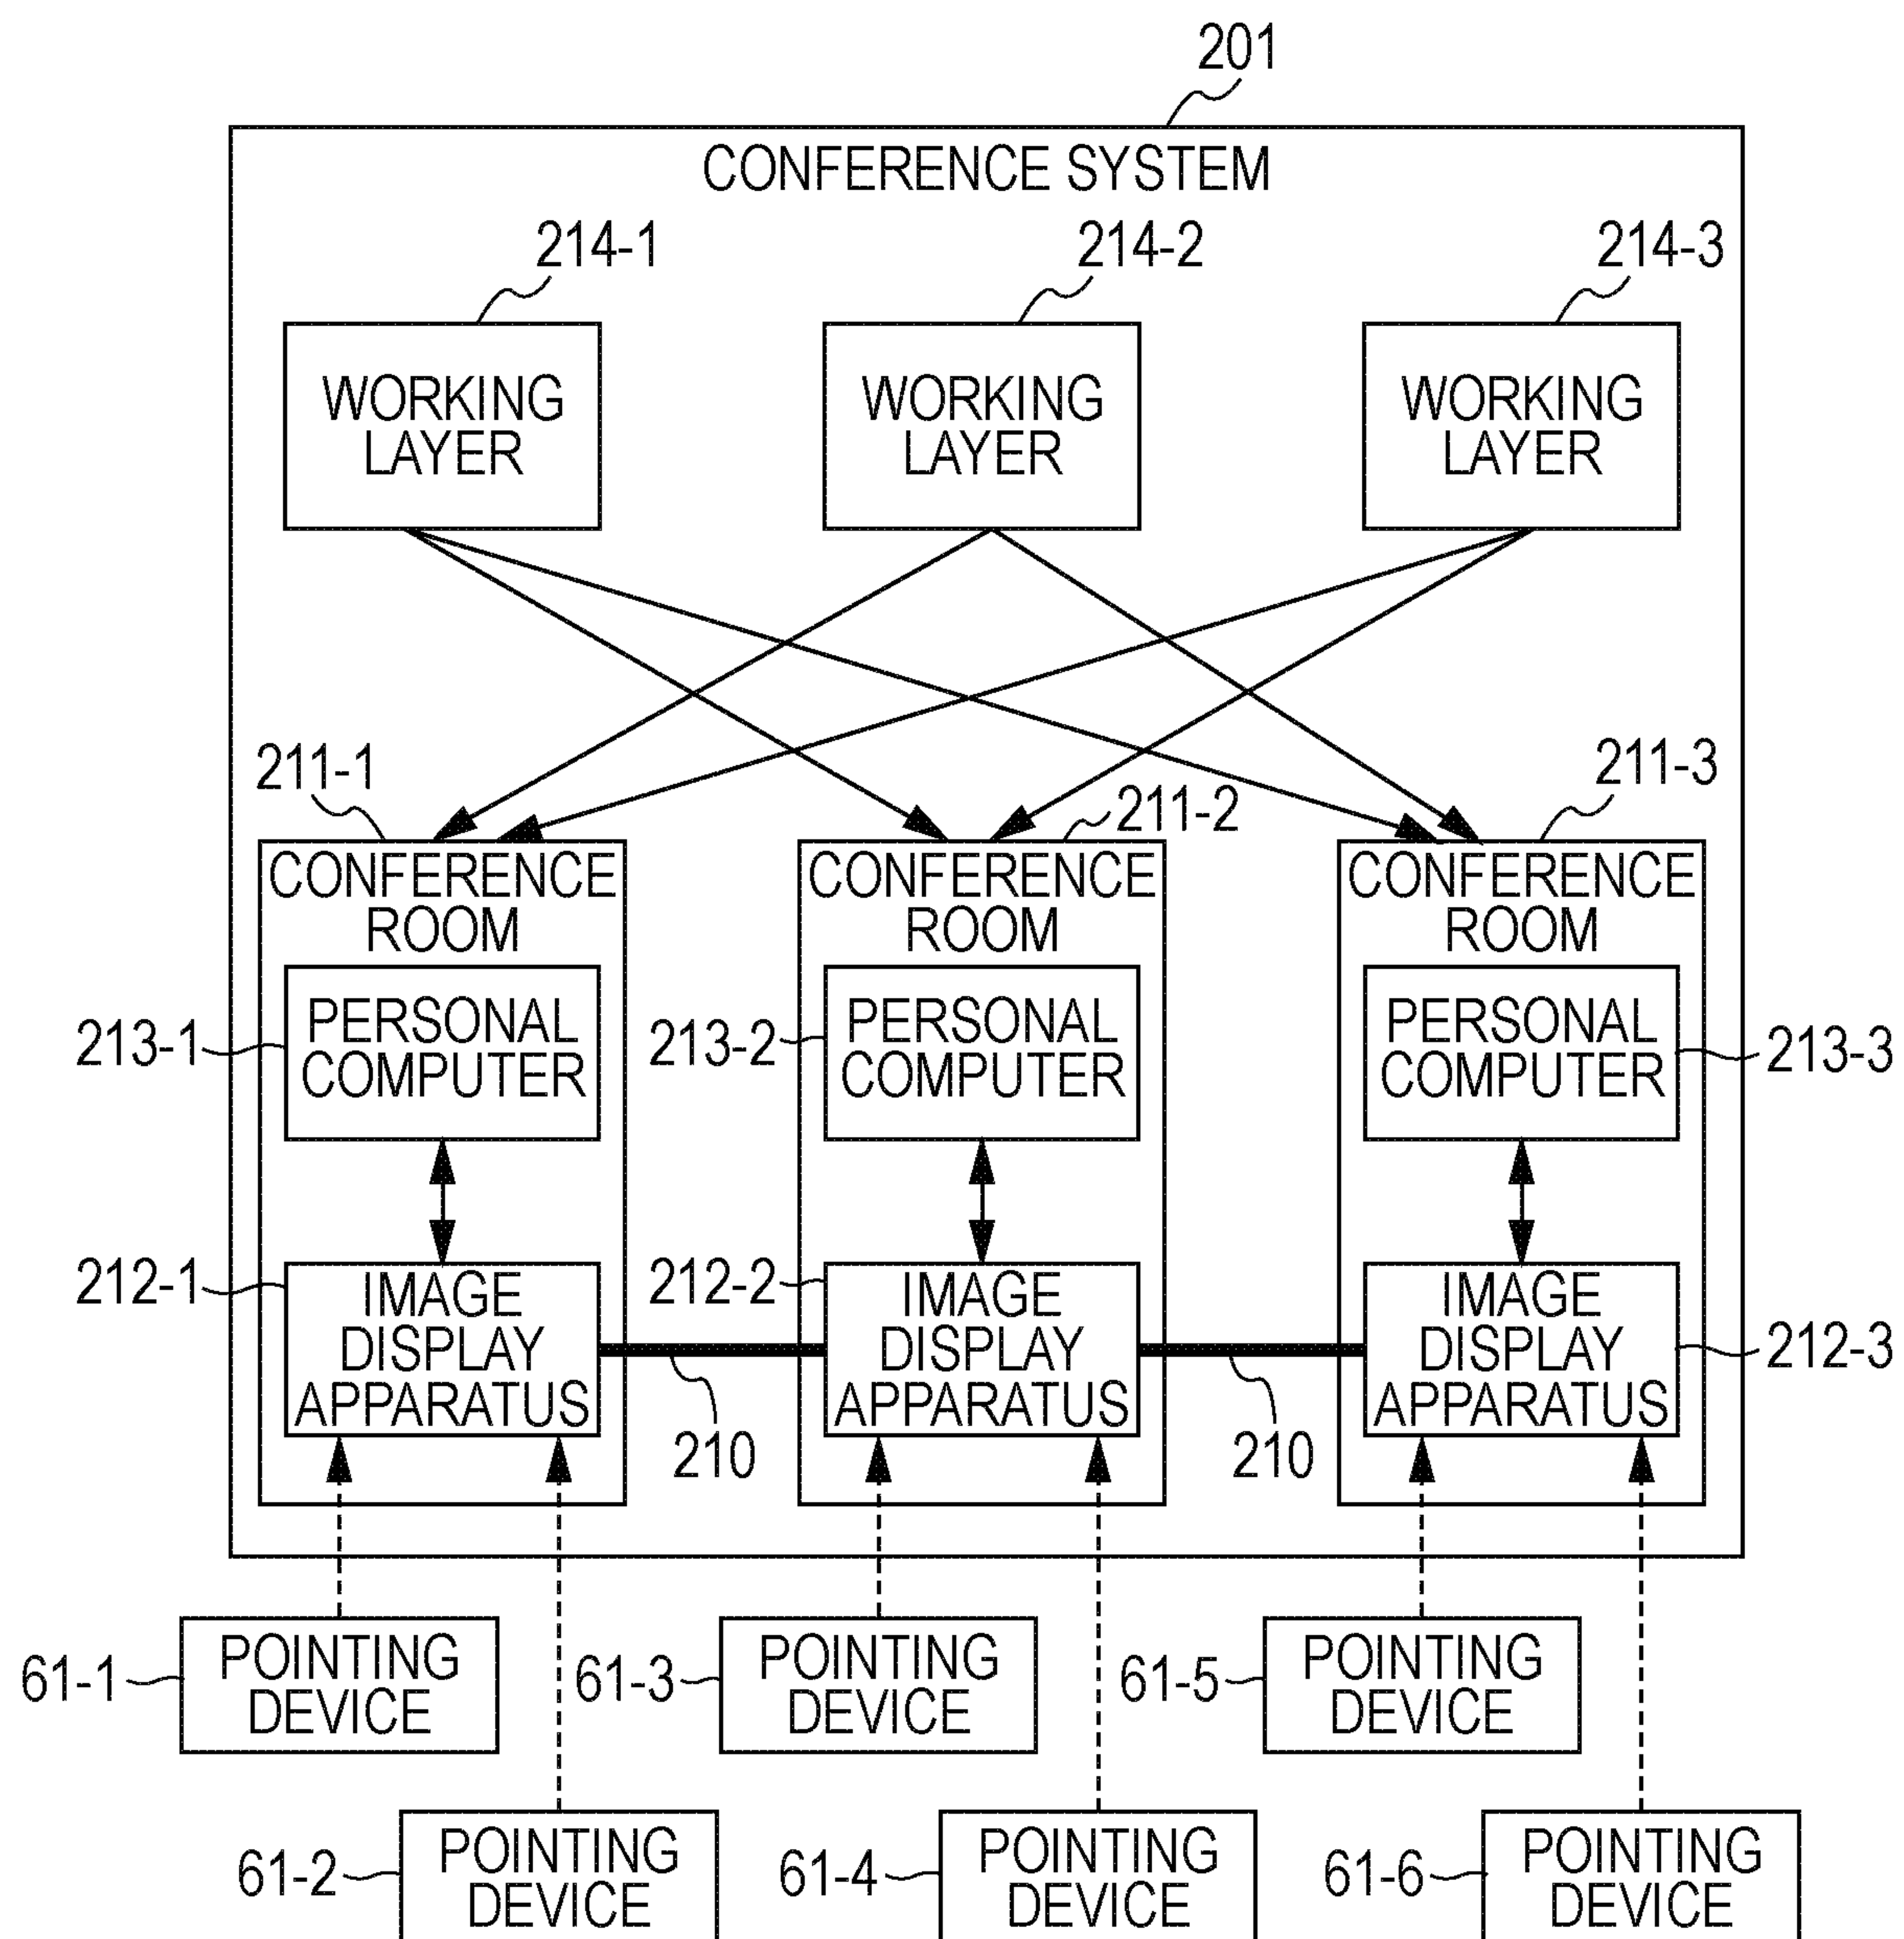 201
CONFERENCE SYSTEM
214-1
214-2
214-3
WORKING
LAYER
WORKING
LAYER
WORKING
LAYER
211-1
211-2
211-3
CONFERENCE
ROOM
CONFERENCE
ROOM
CONFERENCE
ROOM
213-1
PERSONAL
COMPUTER
213-2
PERSONAL
COMPUTER
PERSONAL
COMPUTER
213-3
212-1
IMAGE
DISPLAY
APPARATUS
212-2
IMAGE
DISPLAY
APPARATUS
IMAGE
DISPLAY
APPARATUS
212-3
210
210
61-1
POINTING
DEVICE
61-3
POINTING
DEVICE
61-5
POINTING
DEVICE
61-2
POINTING
DEVICE
61-4
POINTING
DEVICE
61-6
POINTING
DEVICE